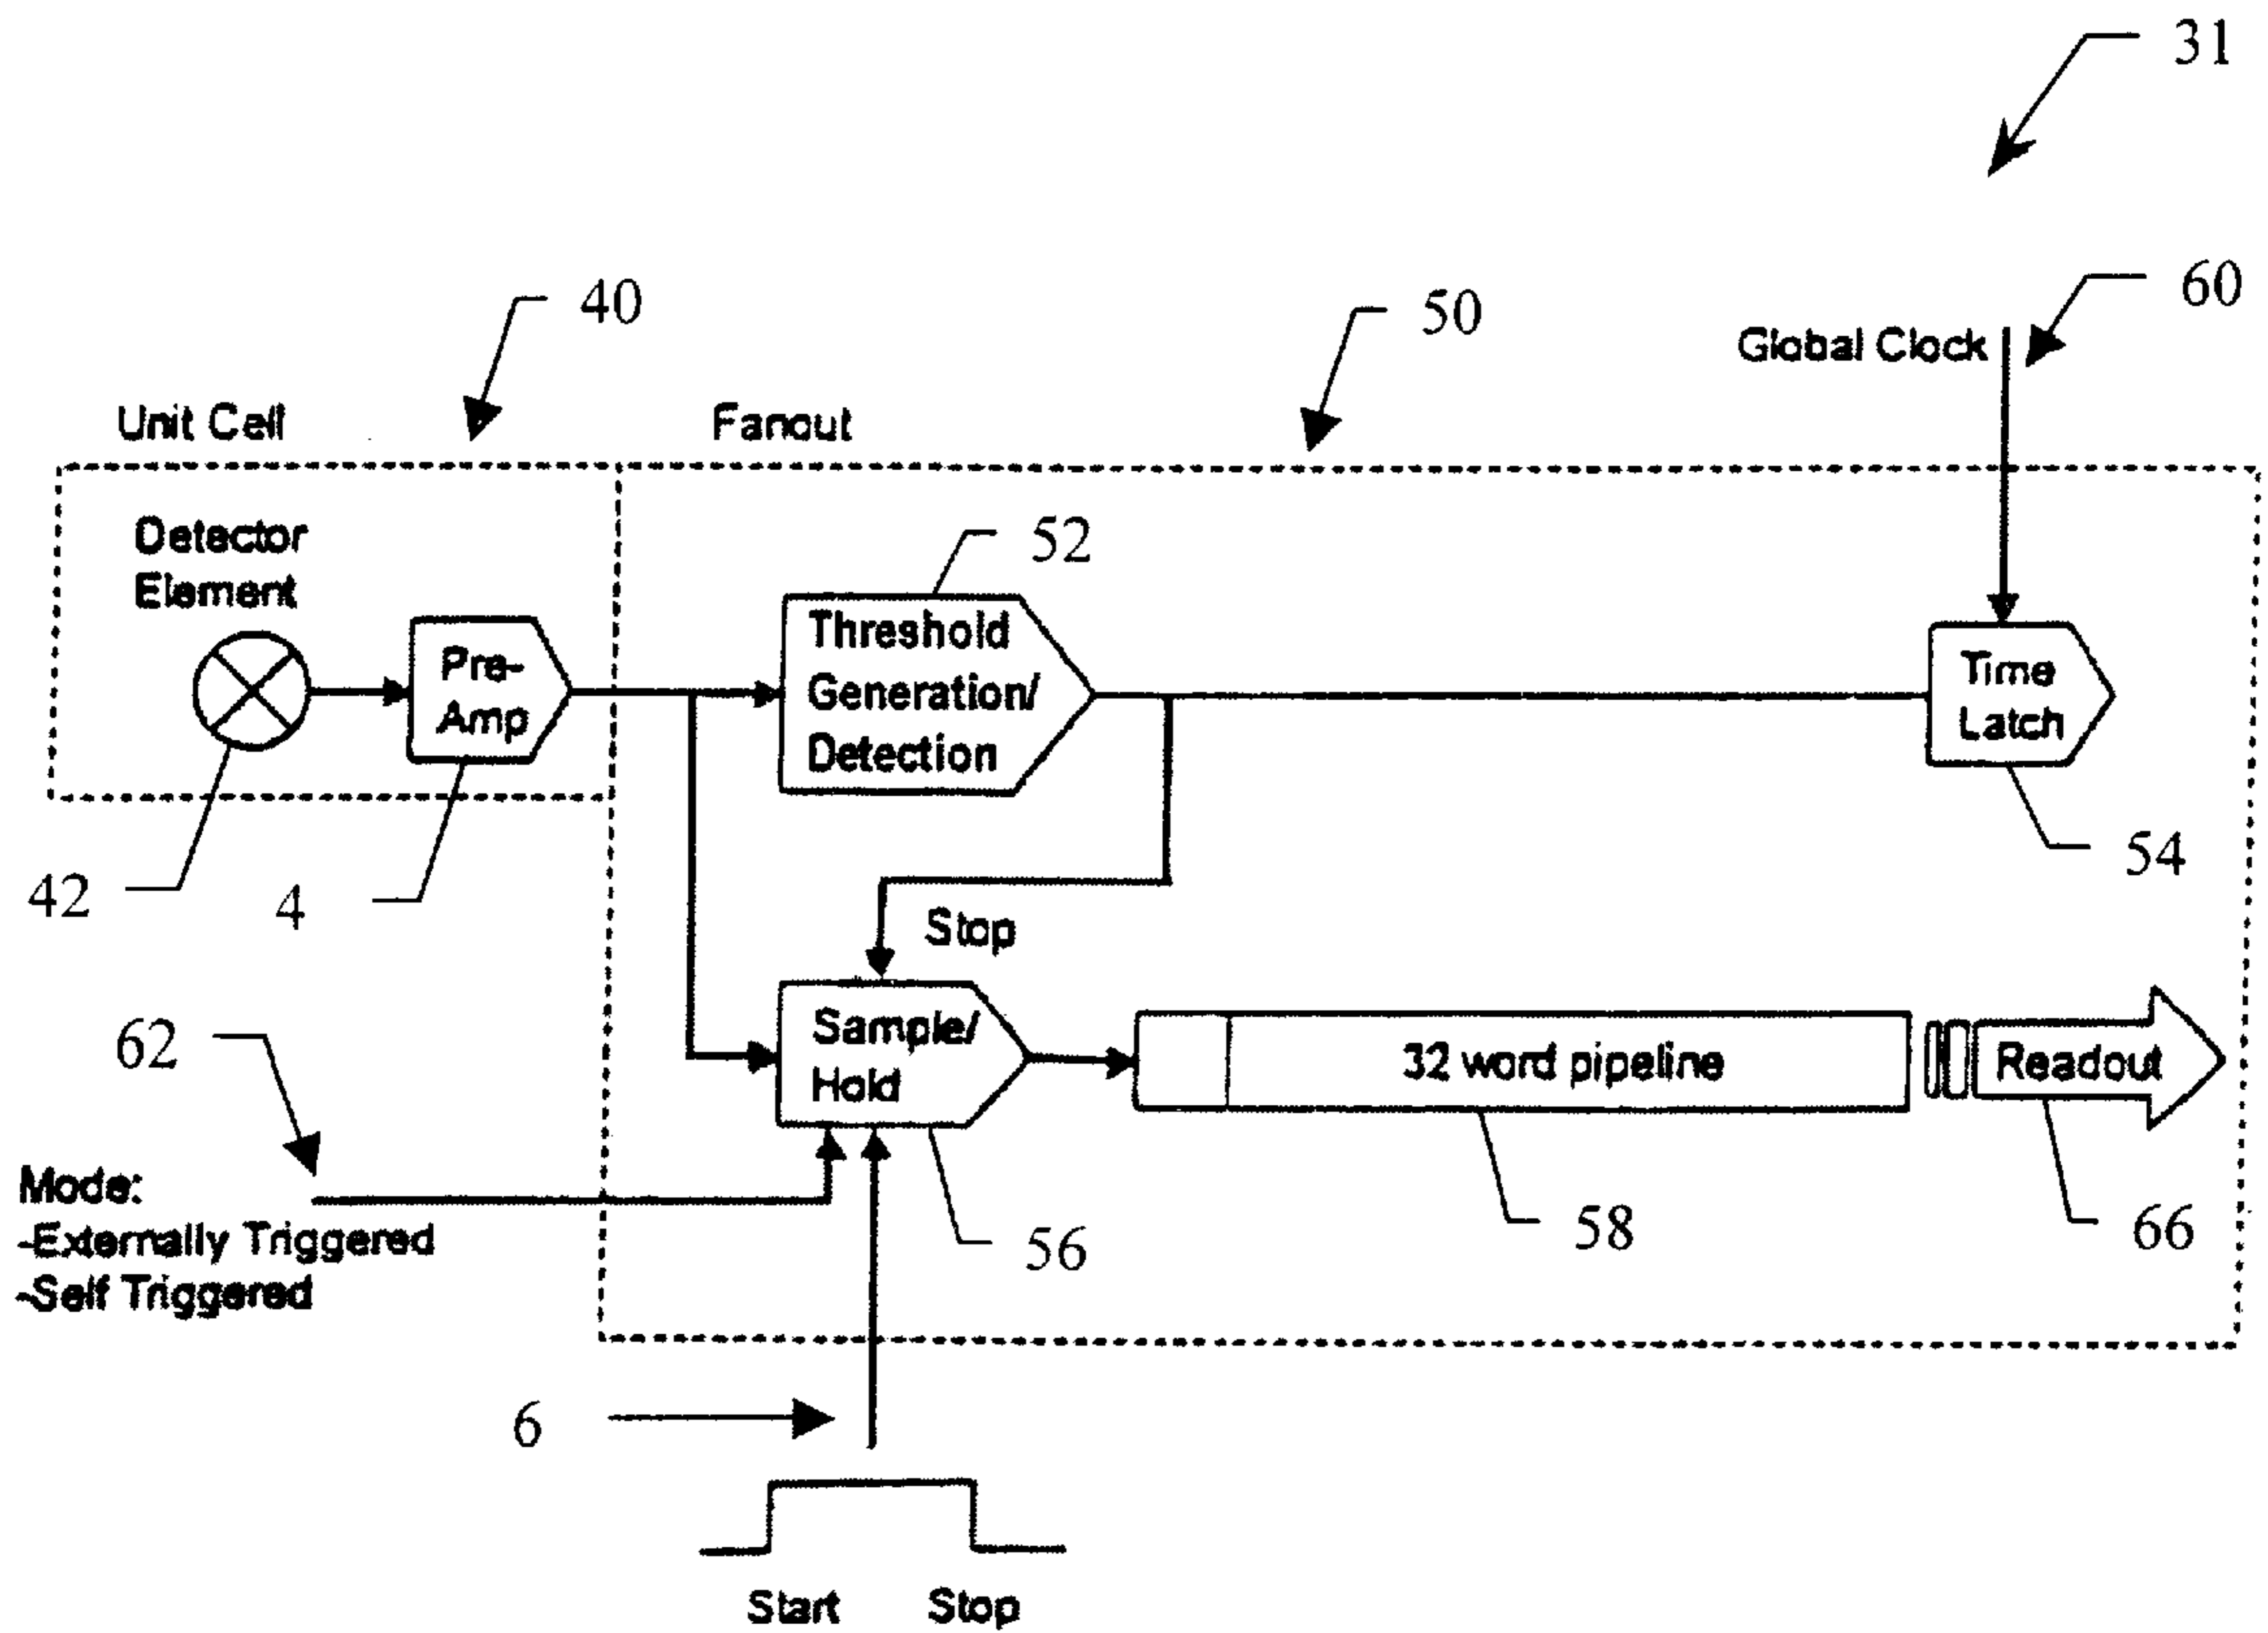 31
60
40
50
Global Clock
Unit Cell
Fanout
Detector
Element
52
Threshold
Generation/
Detection
Pre-
Amp
Time
Latch
42
4
54
Stop
62
Sample/
Hold
32 word pipeline
Readout
Mode:
-Externally Triggered
-Self Triggered
56
58
66
6
Start
Stop